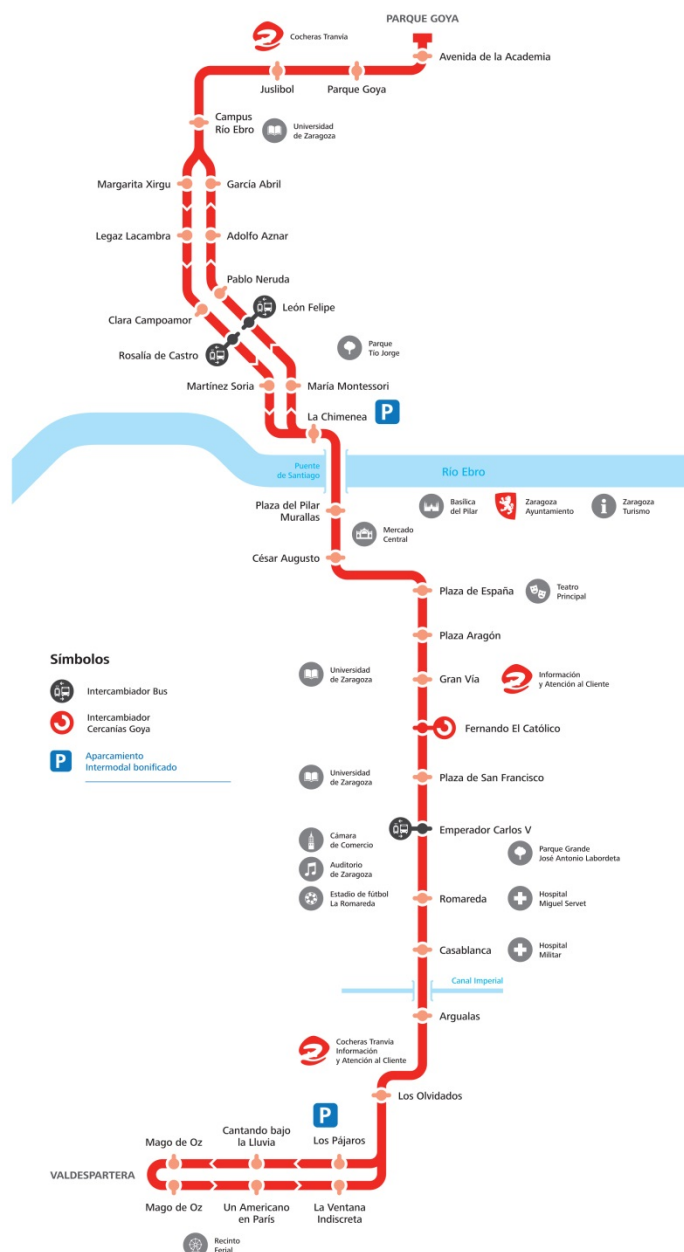 PARQUE GOYA
Cocheras Tranvía
Avenida de la Academia
Juslibol
Parque Goya
Campus
Río Ebro
Universidad
de Zaragoza
Margarita Xirgu
García Abril
Legaz Lacambra
Adolfo Aznar
Pablo Neruda
León Felipe
Clara Campoamor
Rosalía de Castro
Parque
Tío Jorge
Martínez Soria
María Montessori
La Chimenea
P
Puente
de Santiago
Río Ebro
Plaza del Pilar
Murallas
Basílica
del Pilar
Zaragoza
Ayuntamiento
Zaragoza
Turismo
Mercado
Central
César Augusto
Plaza de España
Teatro
Principal
Plaza Aragón
Símbolos
Intercambiador Bus
Intercambiador
Cercanías Goya
P
Aparcamiento
Intermodal bonificado
Universidad
de Zaragoza
Gran Vía
Información
y Atención al Cliente
Fernando El Católico
Universidad
de Zaragoza
Plaza de San Francisco
Emperador Carlos V
Cámara
de Comercio
Parque Grande
José Antonio Labordeta
Auditorio
de Zaragoza
Estadio de fútbol
La Romareda
Romareda
Hospital
Miguel Servet
Casablanca
Hospital
Militar
Canal Imperial
Argualas
Cocheras Tranvía
Información
y Atención al Cliente
Los Olvidados
P
Mago de Oz
Cantando bajo
la Lluvia
Los Pájaros
VALDESPARTERA
Mago de Oz
Un Americano
en París
La Ventana
Indiscreta
Recinto
Ferial